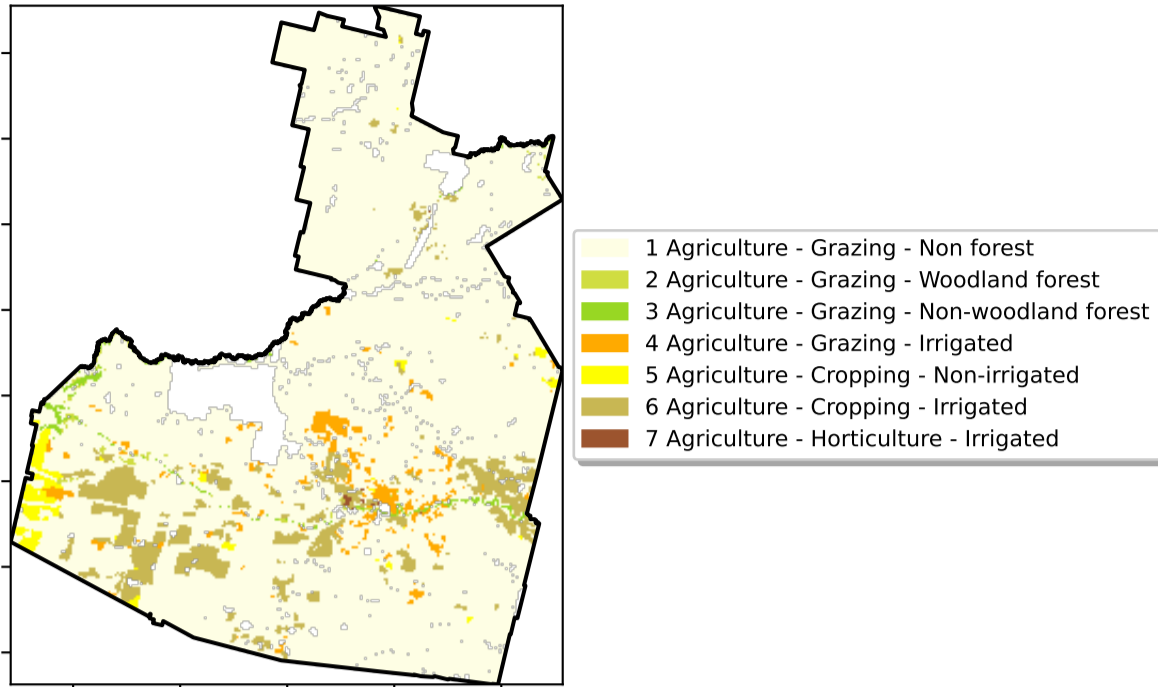 1 Agriculture - Grazing - Non forest
2 Agriculture - Grazing - Woodland forest
3 Agriculture - Grazing - Non-woodland forest
4 Agriculture - Grazing - Irrigated
5 Agriculture - Cropping - Non-irrigated
6 Agriculture - Cropping - Irrigated
7 Agriculture - Horticulture - Irrigated